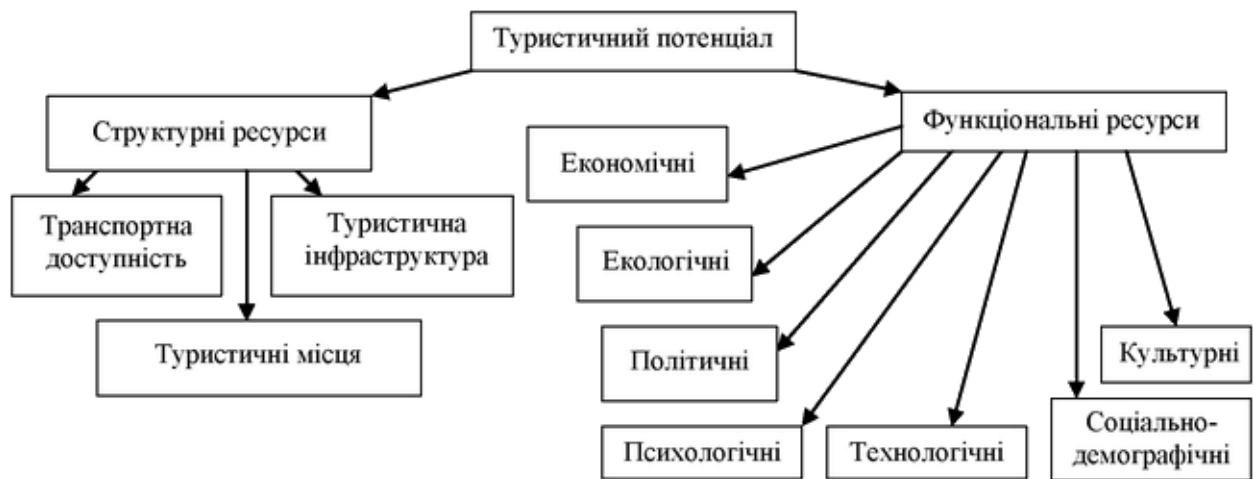 Туристичний потенціал
Структурні ресурси
Функціональні ресурси
Економічні
Транспортна
доступність
Туристична
інфраструктура
Екологічні
Туристичні місця
Політичні
Культурні
Психологічні
Технологічні
Соціально-
демографічні